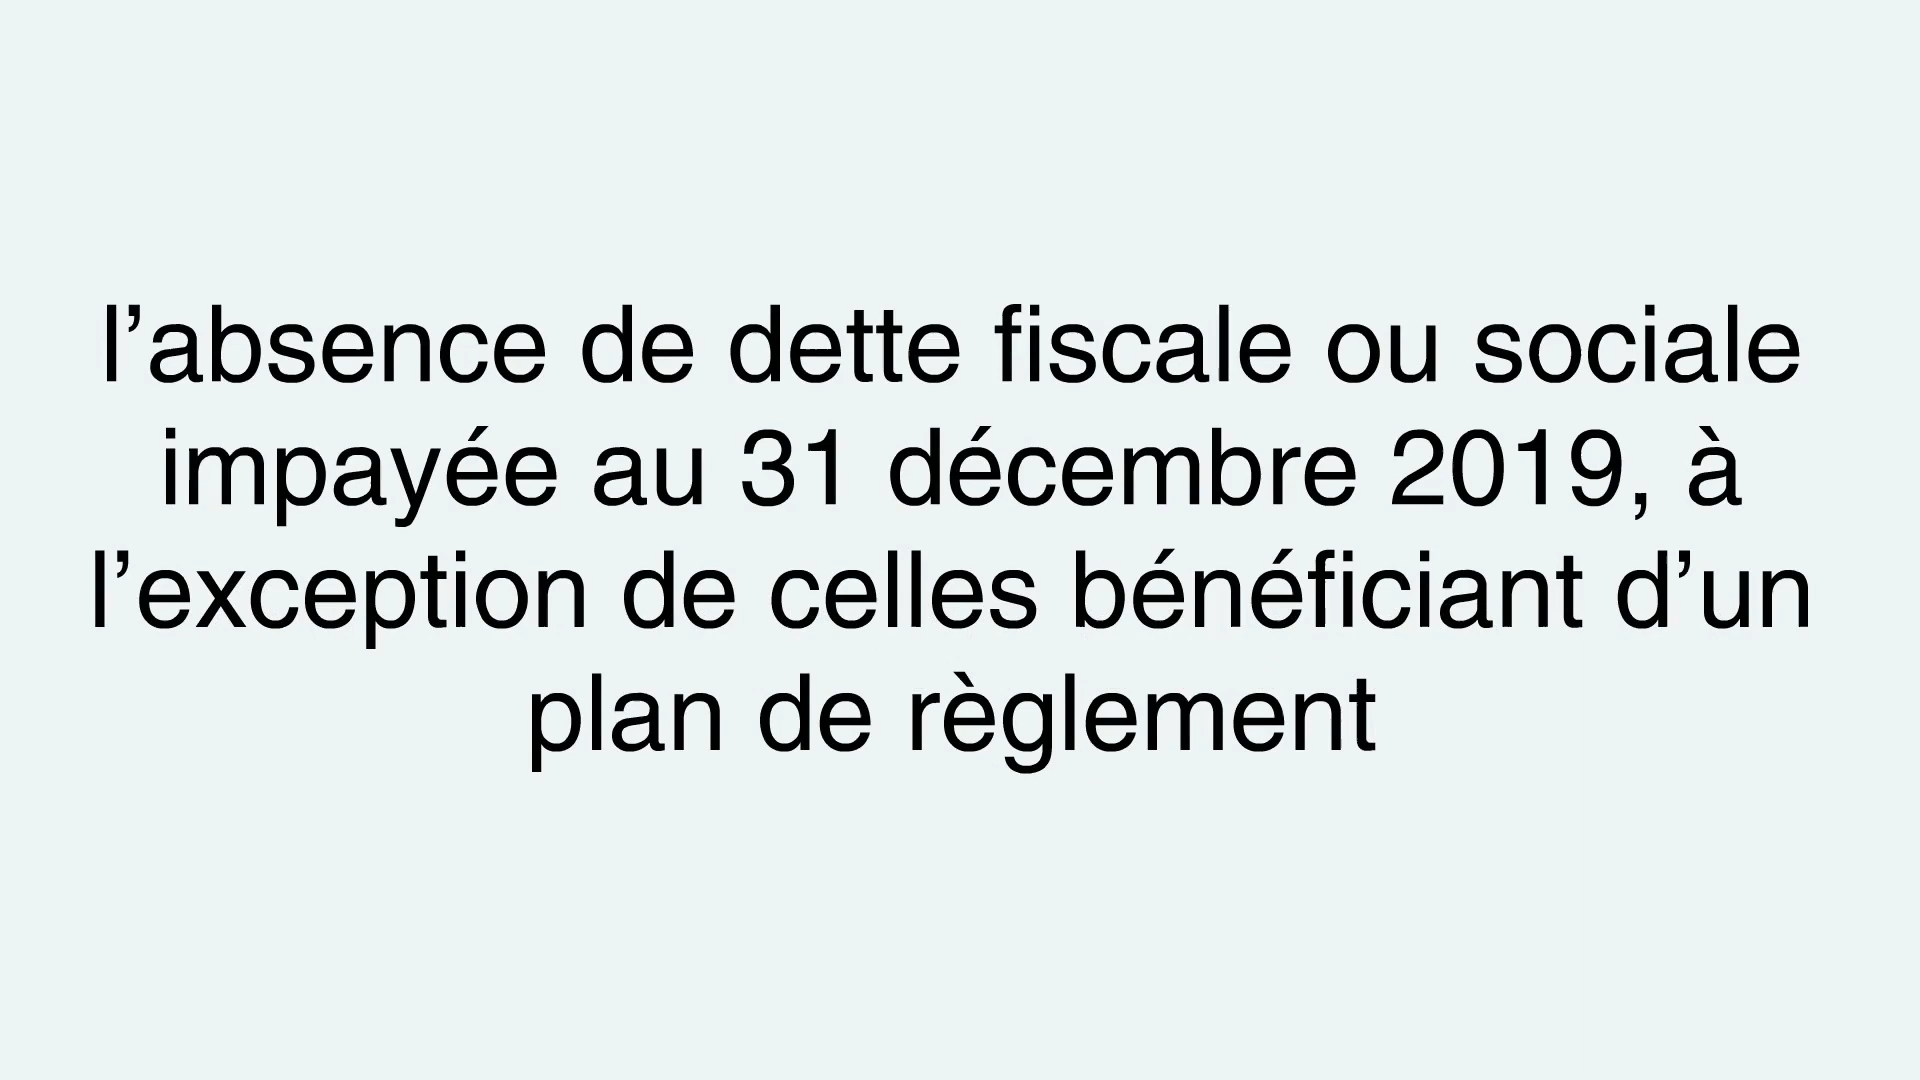 l’absence de dette fiscale ou sociale
impayée au 31 décembre 2019, à
l’exception de celles bénéficiant d’un
plan de règlement